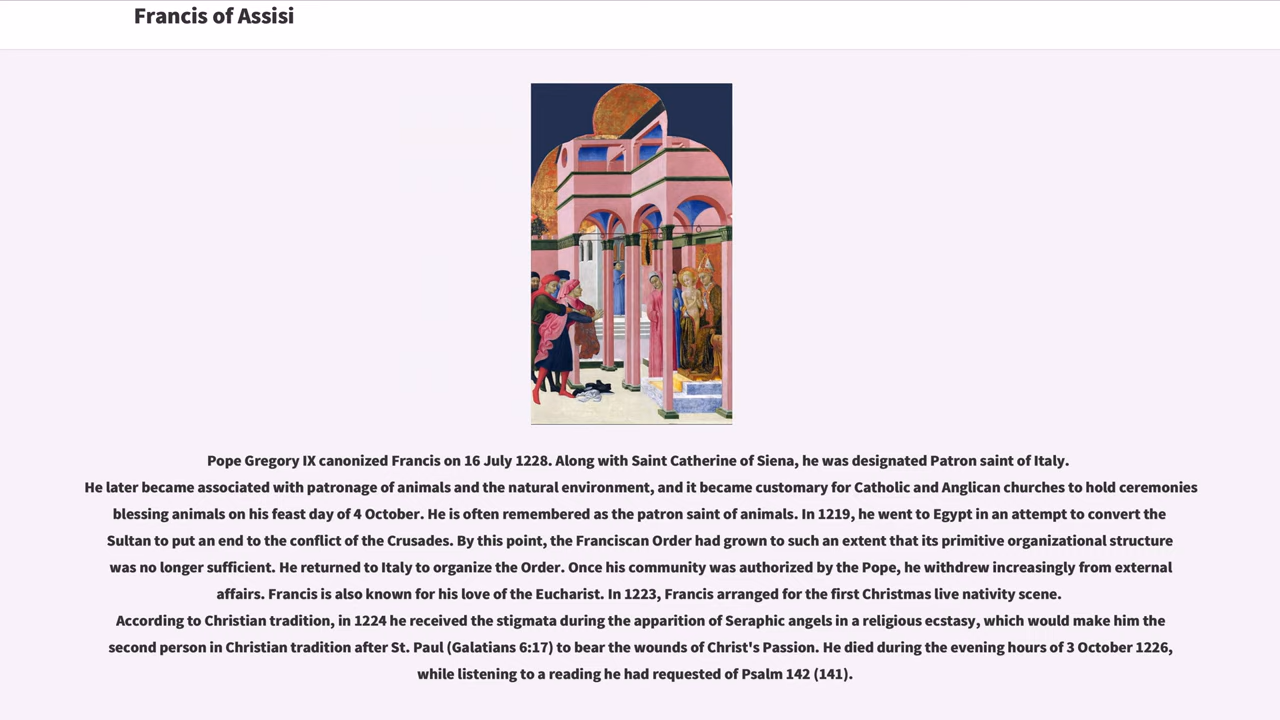 Francis of Assisi
Pope Gregory IX canonized Francis on 16 July 1228. Along with Saint Catherine of Siena, he was designated Patron saint of Italy.
He later became associated with patronage of animals and the natural environment, and it became customary for Catholic and Anglican churches to hold ceremonies
blessing animals on his feast day of 4 October. He is often remembered as the patron saint of animals. In 1219, he went to Egypt in an attempt to convert the
Sultan to put an end to the conflict of the Crusades. By this point, the Franciscan Order had grown to such an extent that its primitive organizational structure
was no longer sufficient. He returned to Italy to organize the Order. Once his community was authorized by the Pope, he withdrew increasingly from external
affairs. Francis is also known for his love of the Eucharist. In 1223, Francis arranged for the first Christmas live nativity scene.
According to Christian tradition, in 1224 he received the stigmata during the apparition of Seraphic angels in a religious ecstasy, which would make him the
second person in Christian tradition after St. Paul (Galatians 6:17) to bear the wounds of Christ's Passion. He died during the evening hours of 3 October 1226,
while listening to a reading he had requested of Psalm 142 (141).